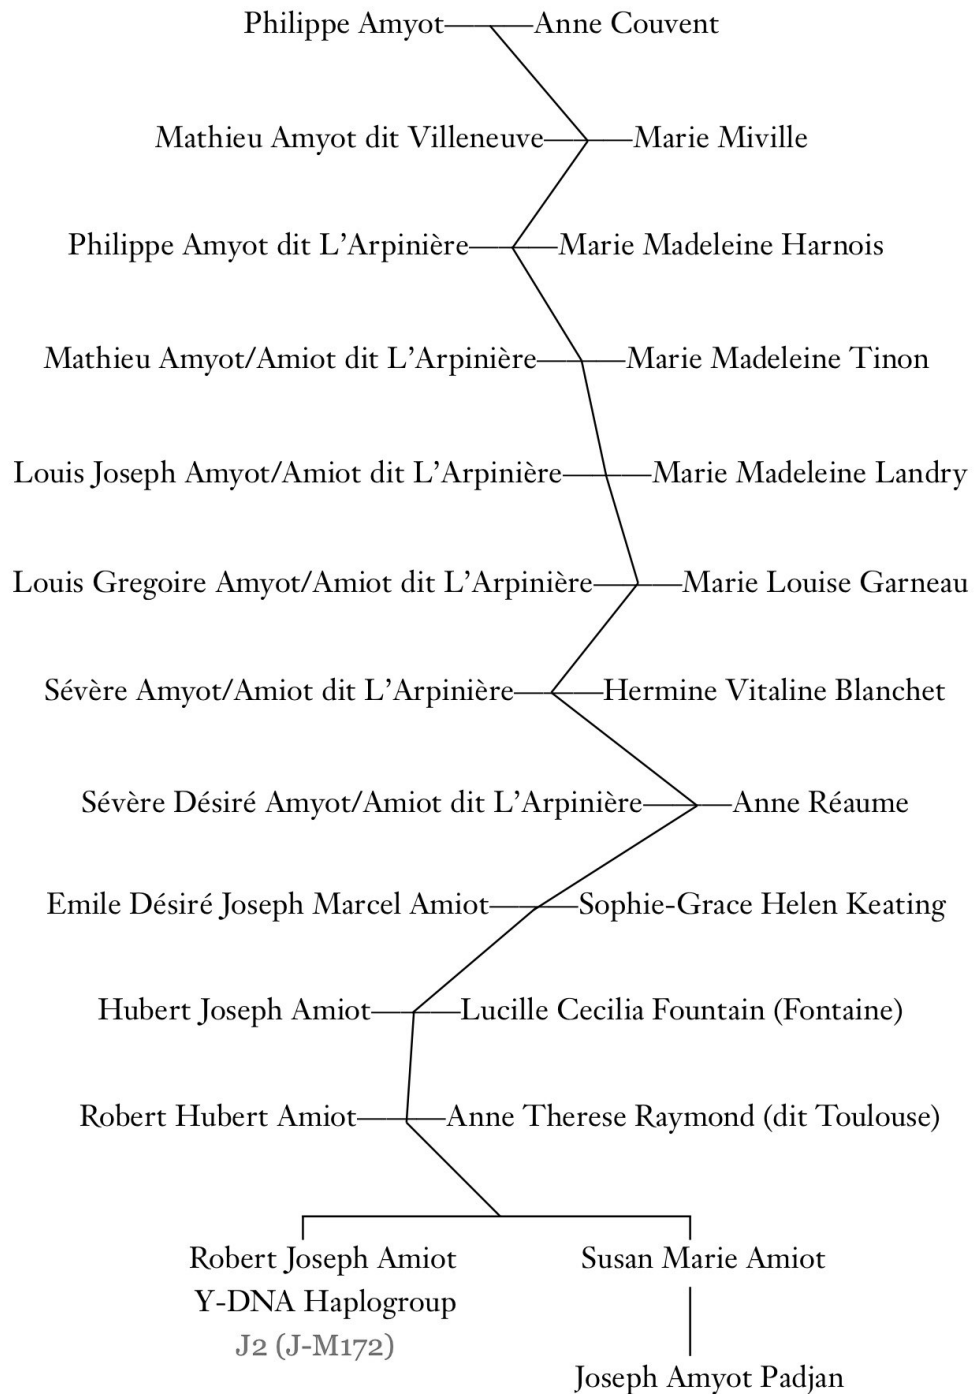 Philippe Amyot Anne Couvent
Mathieu Amyot dit Villeneuve Marie Miville
Philippe Amyot dit L’Arpinière Marie Madeleine Harnois
Mathieu Amyot/Amiot dit L’Arpinière Marie Madeleine Tinon
Louis Joseph Amyot/Amiot dit L’Arpinière Marie Madeleine Landry
Louis Gregoire Amyot/Amiot dit L’Arpinière Marie Louise Garneau
Sévère Amyot/Amiot dit L’Arpinière Hermine Vitaline Blanchet
Sévère Désiré Amyot/Amiot dit L’Arpinière Anne Réaume
Emile Désiré Joseph Marcel Amiot Sophie-Grace Helen Keating
Hubert Joseph Amiot Lucille Cecilia Fountain (Fontaine)
Robert Hubert Amiot Anne Therese Raymond (dit Toulouse)
Robert Joseph Amiot Susan Marie Amiot
Y-DNA Haplogroup
J2 (J-M172)
Joseph Amyot Padjan